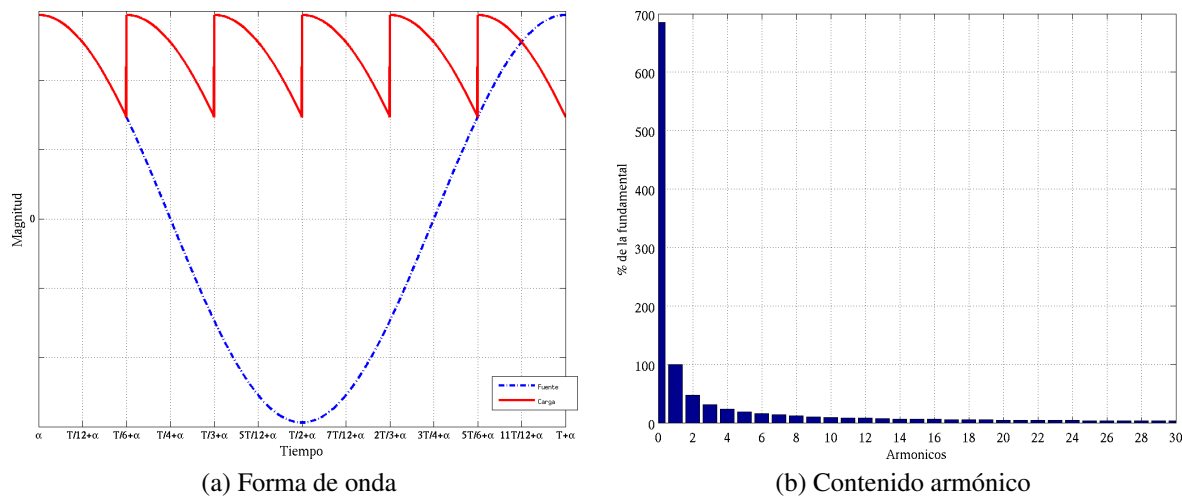 Magnitud
0
Fuente
Carga
α T/12+α T/6+α T/4+α T/3+α 5T/12+α T/2+α 7T/12+α 2T/3+α 3T/4+α 5T/6+α 11T/12+α T+α
Tiempo
(a) Forma de onda
% de la fundamental
700
600
500
400
300
200
100
0
0 2 4 6 8 10 12 14 16 18 20 22 24 26 28 30
Armonicos
(b) Contenido armónico